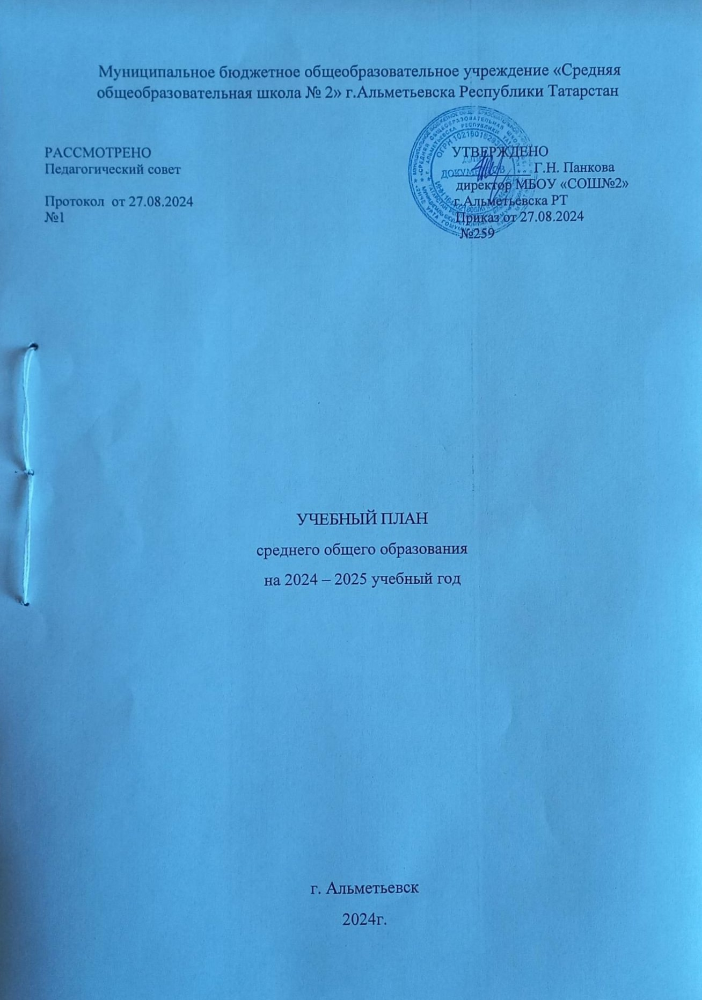 Муниципальное бюджетное общеобразовательное учреждение «Средняя
общеобразовательная школа № 2» г.Альметьевска Республики Татарстан
РАССМОТРЕНО
Педагогический совет
Протокол от 27.08.2024
№1
УТВЕРЖДЕНО
Г.Н. Панкова
директор МБОУ «СОШ№2»
г.Альметьевска РТ
Приказ от 27.08.2024
№259
ДОКУМЕНТОВ
УЧЕБНЫЙ ПЛАН
среднего общего образования
на 2024 – 2025 учебный год
г. Альметьевск
2024г.